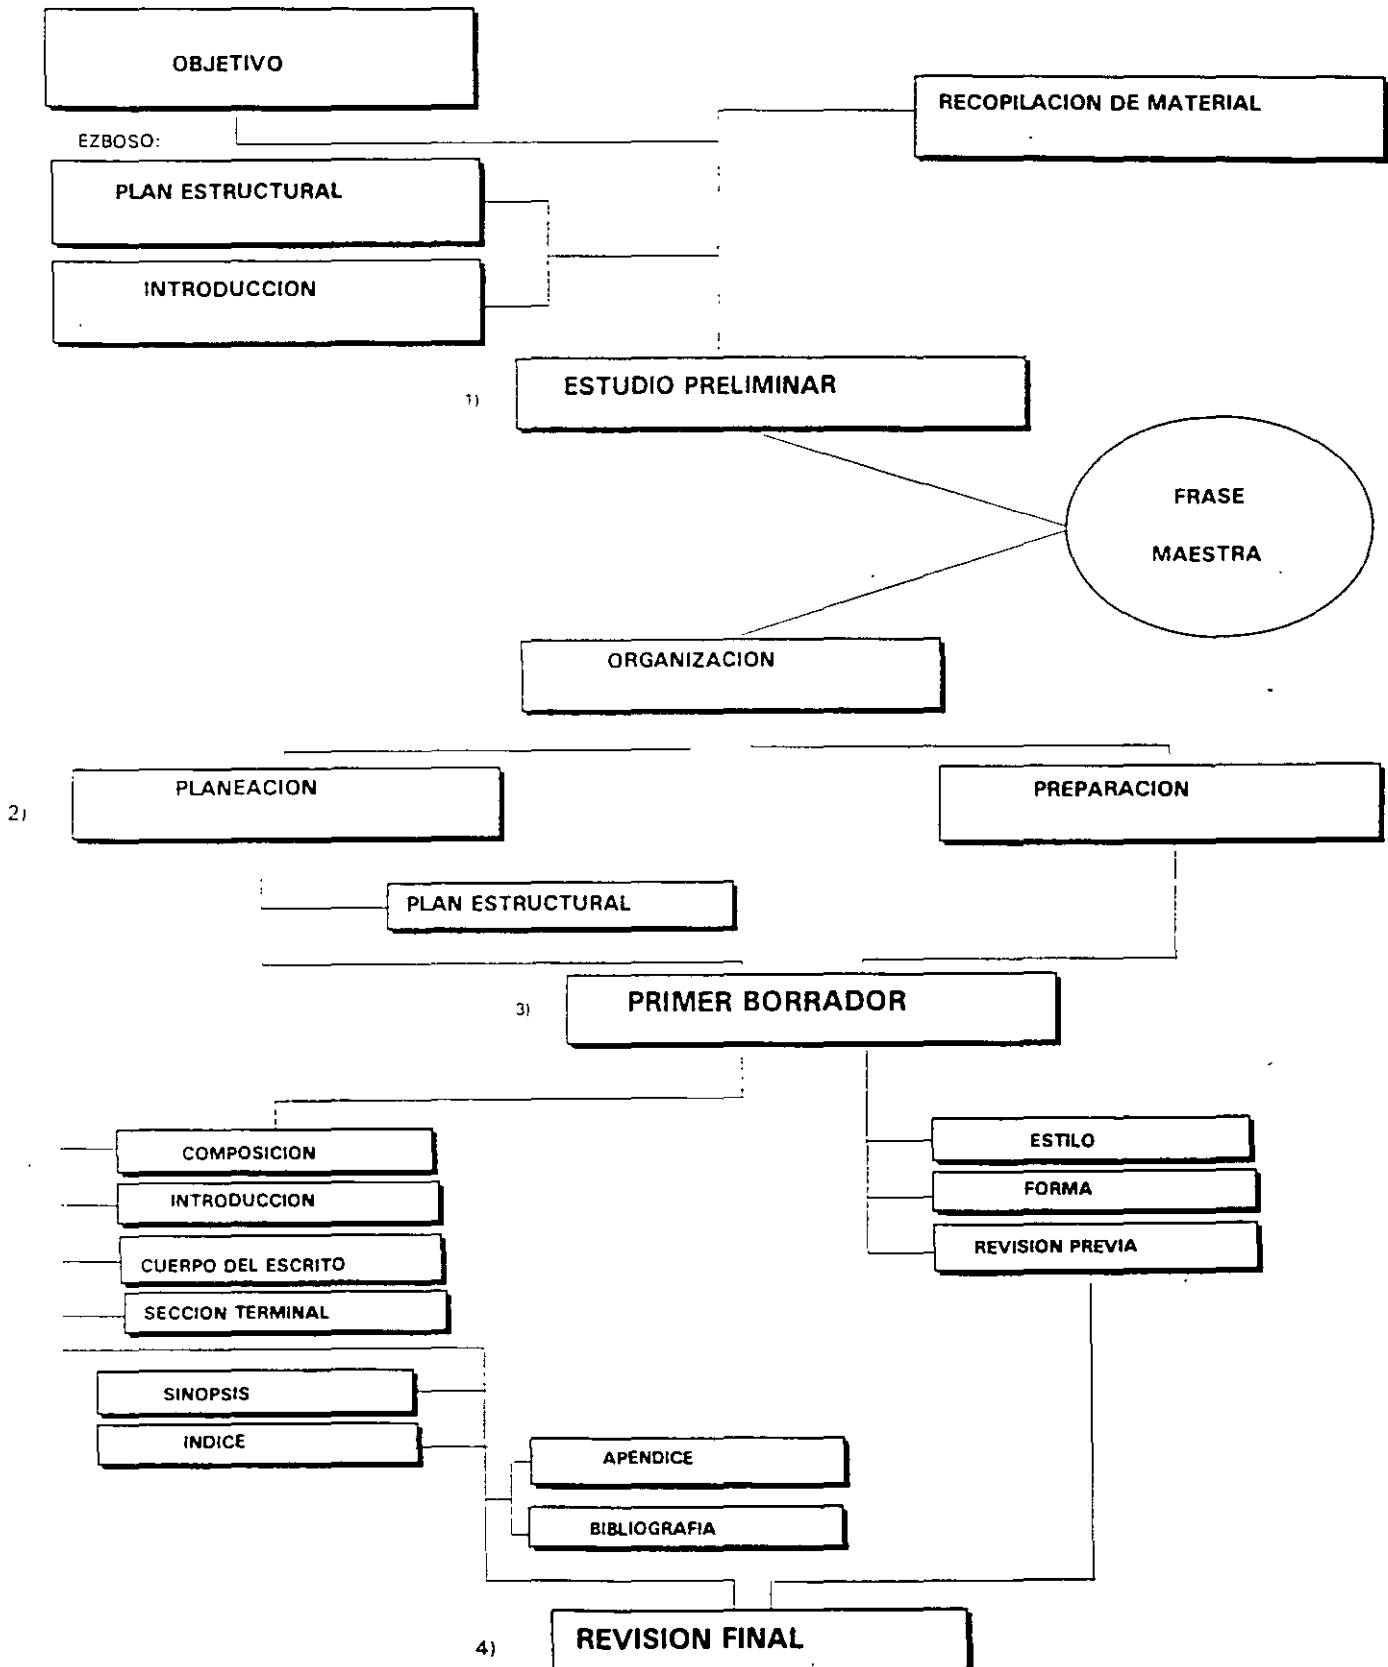 OBJETIVO
RECOPILACION DE MATERIAL
EZBOSO:
PLAN ESTRUCTURAL
INTRODUCCION
1)
ESTUDIO PRELIMINAR
FRASE
MAESTRA
ORGANIZACION
2)
PLANEACION
PREPARACION
PLAN ESTRUCTURAL
3)
PRIMER BORRADOR
COMPOSICION
INTRODUCCION
CUERPO DEL ESCRITO
SECCION TERMINAL
ESTILO
FORMA
REVISION PREVIA
SINOPSIS
INDICE
APENDICE
BIBLIOGRAFIA
4)
REVISION FINAL